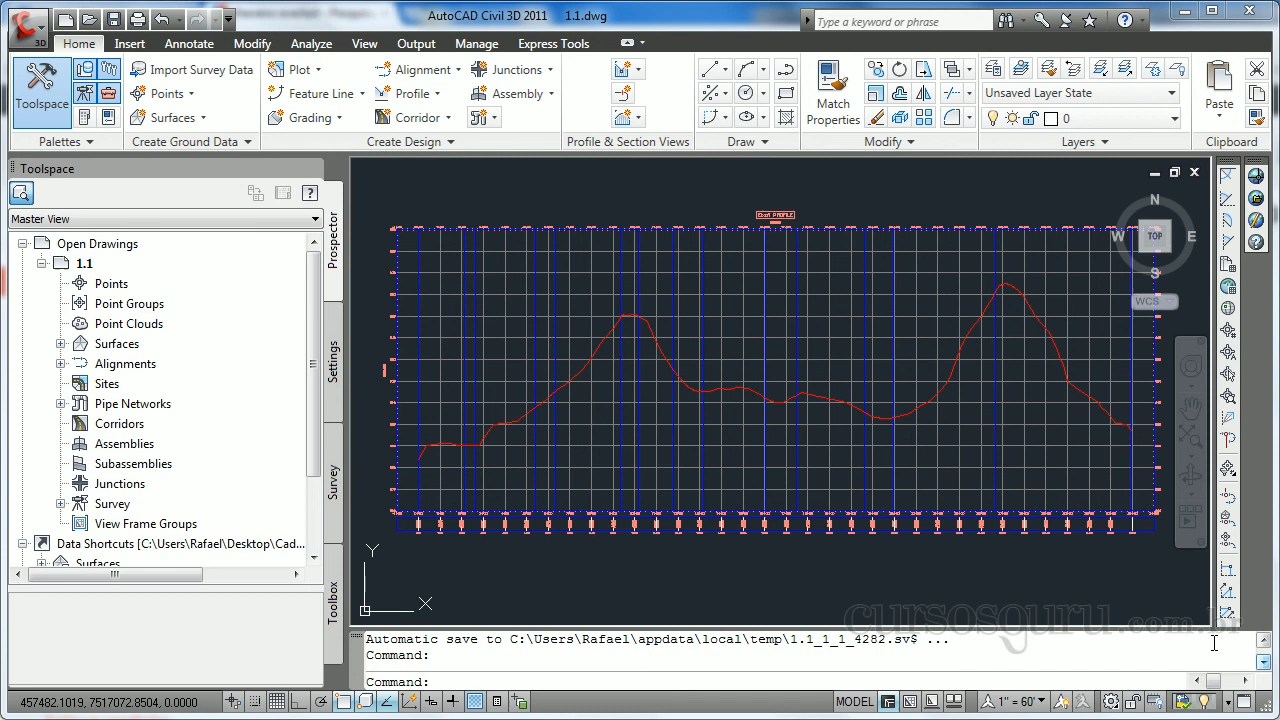 AutoCAD Civil 3D 2011 1.1.dwg
Type a keyword or phrase
3D
Home Insert Annotate Modify Analyze View Output Manage Express Tools
Toolspace
Import Survey Data
Points
Surfaces
Plot
Feature Line
Grading
Alignment
Profile
Corridor
Junctions
Assembly
Match
Properties
Unsaved Layer State
0
Paste
Palettes
Create Ground Data
Create Design
Profile & Section Views
Draw
Modify
Layers
Clipboard
Toolspace
Master View
Open Drawings
1.1
Points
Point Groups
Point Clouds
Surfaces
Alignments
Sites
Pipe Networks
Corridors
Assemblies
Subassemblies
Junctions
Survey
View Frame Groups
Data Shortcuts [C:\Users\Rafael\Desktop\Cad...
Surfaces
Prospector
Settings
Survey
Toolbox
PROFILE
N
W
TOP
E
S
WCS
Y
X
cursosguru.com.br
Automatic save to C:\Users\Rafael\appdata\local\temp\1.1_1_1_4282.sv$ ...
Command:
Command:
457492.1019, 7517072.8504, 0.0000
MODEL
1" = 60'